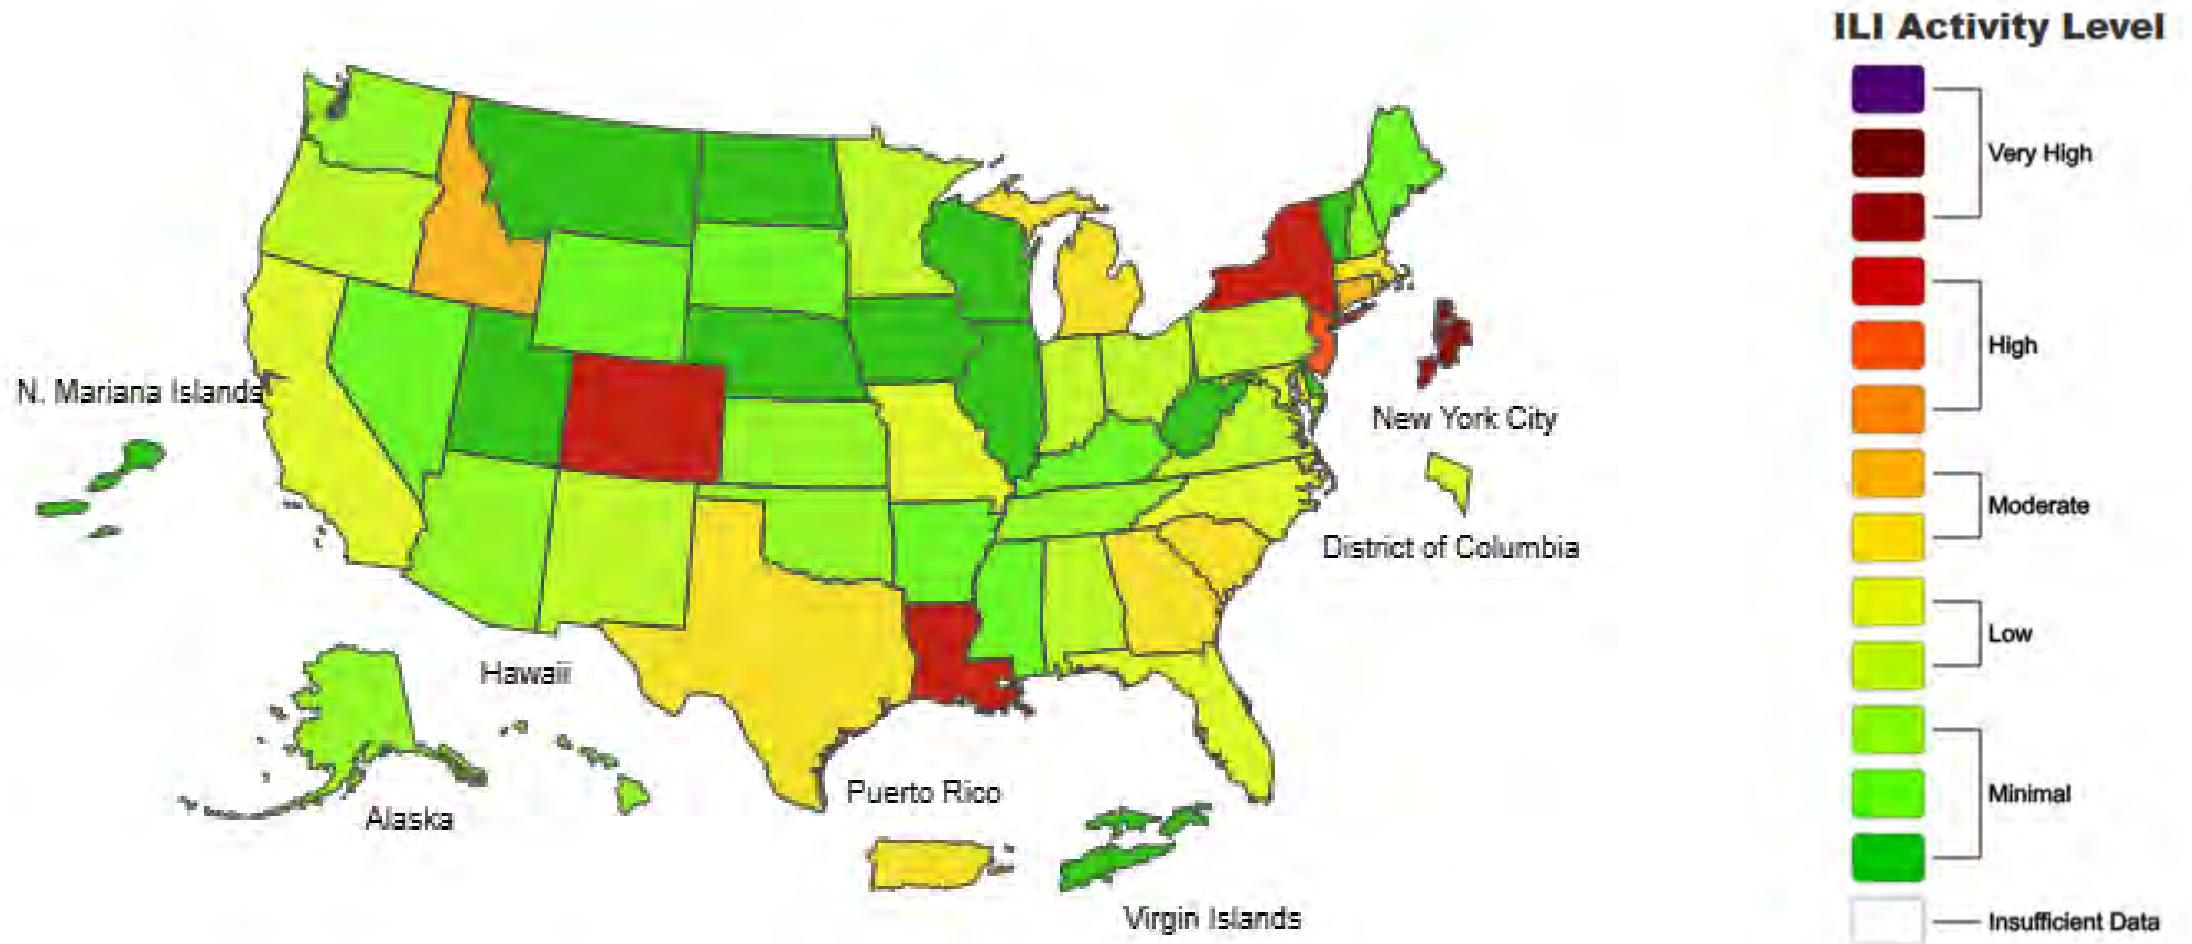 ILI Activity Level
Very High
High
Moderate
Low
Minimal
Insufficient Data
N. Mariana Islands
New York City
District of Columbia
Hawaii
Alaska
Puerto Rico
Virgin Islands